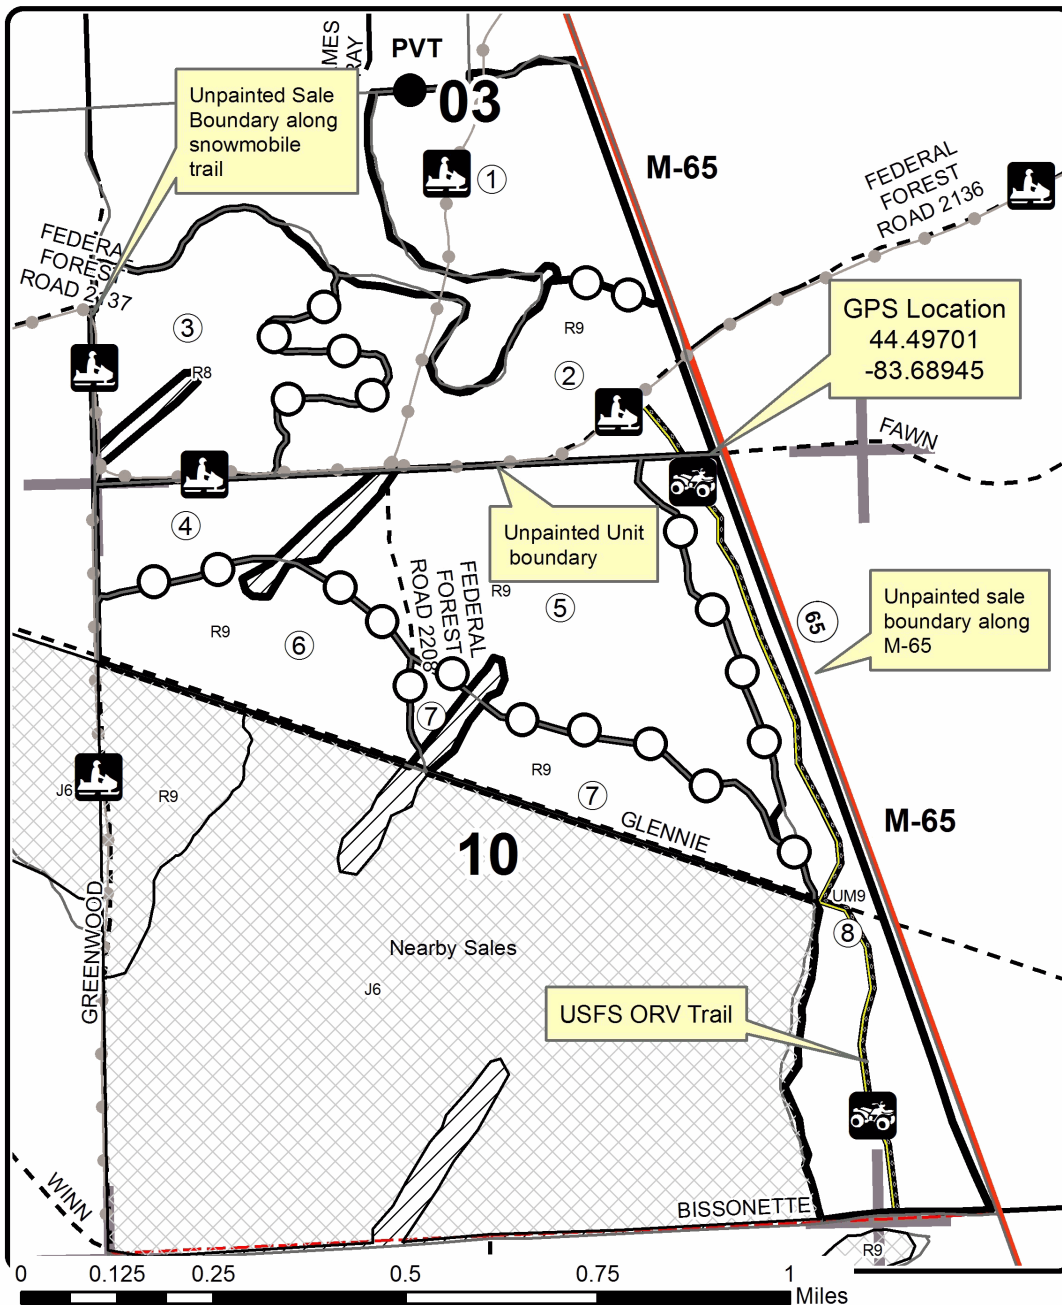 MES
RAY
PVT
03
Unpainted Sale
Boundary along
snowmobile
trail
1
M-65
FEDERAL
FOREST
ROAD 2136
FEDERAL
FOREST
ROAD 2137
GPS Location
44.49701
-83.68945
3
R9
2
R8
FAWN
4
Unpainted Unit
boundary
FEDERAL
FOREST
ROAD 2208
R9
5
65
Unpainted sale
boundary along
M-65
R9
6
7
R9
7
J6
R9
GLENNIE
M-65
10
UM9
8
GREENWOOD
Nearby Sales
J6
USFS ORV Trail
WINN
BISSONETTE
R9
0 0.125 0.25 0.5 0.75 1
Miles